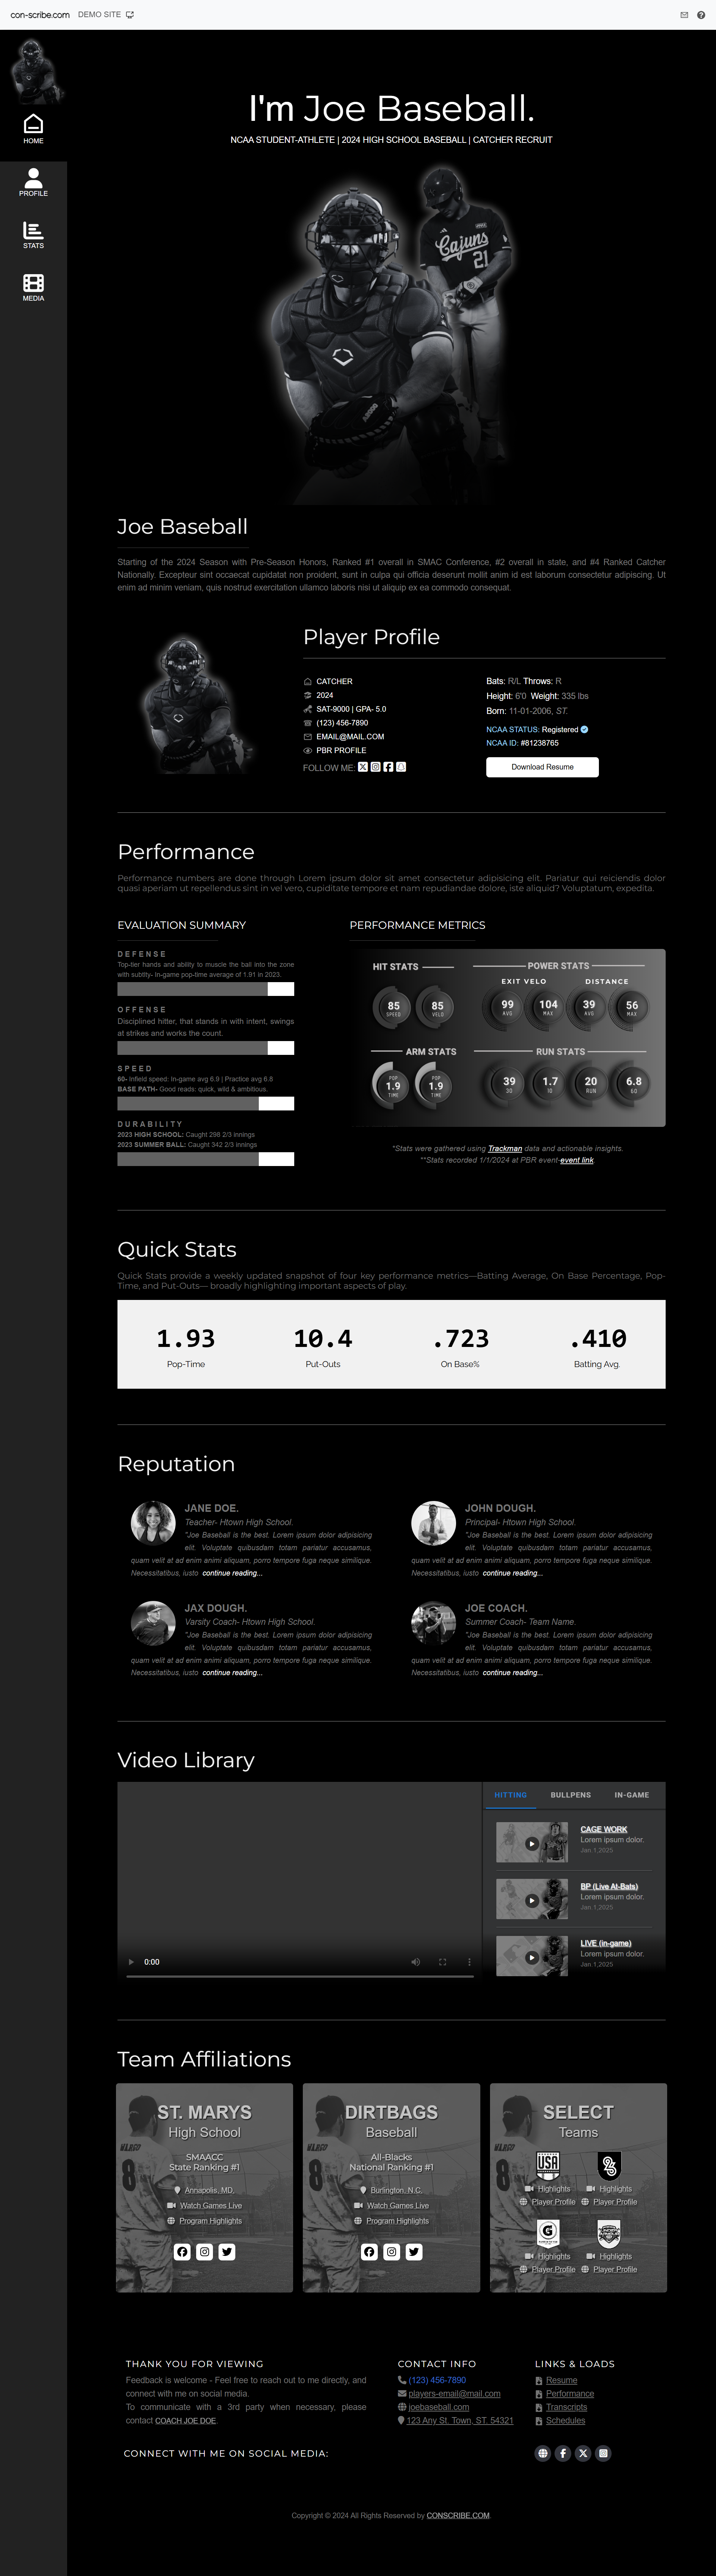 con-scribe.com DEMO SITE
HOME
PROFILE
STATS
MEDIA
I'm Joe Baseball.
NCAA STUDENT-ATHLETE | 2024 HIGH SCHOOL BASEBALL | CATCHER RECRUIT
Cajuns
21
Joe Baseball
Starting of the 2024 Season with Pre-Season Honors, Ranked #1 overall in SMAC Conference, #2 overall in state, and #4 Ranked Catcher
Nationally. Excepteur sint occaecat cupidatat non proident, sunt in culpa qui officia deserunt mollit anim id est laborum consectetur adipiscing. Ut
enim ad minim veniam, quis nostrud exercitation ullamco laboris nisi ut aliquip ex ea commodo consequat.
Player Profile
CATCHER
2024
SAT-9000 | GPA- 5.0
(123) 456-7890
EMAIL@MAIL.COM
PBR PROFILE
FOLLOW ME:
Bats: R/L Throws: R
Height: 6'0 Weight: 335 lbs
Born: 11-01-2006, ST.
NCAA STATUS: Registered
NCAA ID: #81238765
Download Resume
Performance
Performance numbers are done through Lorem ipsum dolor sit amet consectetur adipisicing elit. Pariatur qui reiciendis dolor
quasi aperiam ut repellendus sint in vel vero, cupiditate tempore et nam repudiandae dolore, iste aliquid? Voluptatum, expedita.
EVALUATION SUMMARY
DEFENSE
Top-tier hands and ability to muscle the ball into the zone
with subtlty- In-game pop-time average of 1.91 in 2023.
OFFENSE
Disciplined hitter, that stands in with intent, swings
at strikes and works the count.
SPEED
60- Infield speed: In-game avg 6.9 | Practice avg 6.8
BASE PATH- Good reads: quick, wild & ambitious.
DURABILITY
2023 HIGH SCHOOL: Caught 298 2/3 innings
2023 SUMMER BALL: Caught 342 2/3 innings
PERFORMANCE METRICS
HIT STATS
POWER STATS
EXIT VELO DISTANCE
85 SPEED
85 VELO
99 AVG
104 MAX
39 AVG
56 MAX
ARM STATS
RUN STATS
POP 1.9 TIME
POP 1.9 TIME
39 30
1.7 10
20 RUN
6.8 60
*Stats were gathered using Trackman data and actionable insights.
**Stats recorded 1/1/2024 at PBR event-event link.
Quick Stats
Quick Stats provide a weekly updated snapshot of four key performance metrics—Batting Average, On Base Percentage, Pop-
Time, and Put-Outs— broadly highlighting important aspects of play.
1.93 10.4 .723 .410
Pop-Time Put-Outs On Base% Batting Avg.
Reputation
JANE DOE.
Teacher- Htown High School.
"Joe Baseball is the best. Lorem ipsum dolor adipisicing
elit. Voluptate quibusdam totam pariatur accusamus,
quam velit at ad enim animi aliquam, porro tempore fuga neque similique.
Necessitatibus, iusto continue reading...
JOHN DOUGH.
Principal- Htown High School.
"Joe Baseball is the best. Lorem ipsum dolor adipisicing
elit. Voluptate quibusdam totam pariatur accusamus,
quam velit at ad enim animi aliquam, porro tempore fuga neque similique.
Necessitatibus, iusto continue reading...
JAX DOUGH.
Varsity Coach- Htown High School.
"Joe Baseball is the best. Lorem ipsum dolor adipisicing
elit. Voluptate quibusdam totam pariatur accusamus,
quam velit at ad enim animi aliquam, porro tempore fuga neque similique.
Necessitatibus, iusto continue reading...
JOE COACH.
Summer Coach- Team Name.
"Joe Baseball is the best. Lorem ipsum dolor adipisicing
elit. Voluptate quibusdam totam pariatur accusamus,
quam velit at ad enim animi aliquam, porro tempore fuga neque similique.
Necessitatibus, iusto continue reading...
Video Library
0:00
HITTING BULLPENS IN-GAME
CAGE WORK
Lorem ipsum dolor.
Jan.1,2025
BP (Live At-Bats)
Lorem ipsum dolor.
Jan.1,2025
LIVE (in-game)
Lorem ipsum dolor.
Jan.1,2025
Team Affiliations
ST. MARYS
High School
SMAACC
State Ranking #1
Annapolis, MD.
Watch Games Live
Program Highlights
DIRTBAGS
Baseball
All-Blacks
National Ranking #1
Burlington, N.C.
Watch Games Live
Program Highlights
SELECT
Teams
USA
Highlights Highlights
Player Profile Player Profile
G
Highlights Highlights
Player Profile Player Profile
THANK YOU FOR VIEWING
Feedback is welcome - Feel free to reach out to me directly, and
connect with me on social media.
To communicate with a 3rd party when necessary, please
contact COACH JOE DOE.
CONTACT INFO
(123) 456-7890
players-email@mail.com
joebaseball.com
123 Any St. Town, ST. 54321
LINKS & LOADS
Resume
Performance
Transcripts
Schedules
CONNECT WITH ME ON SOCIAL MEDIA:
Copyright © 2024 All Rights Reserved by CONSCRIBE.COM.